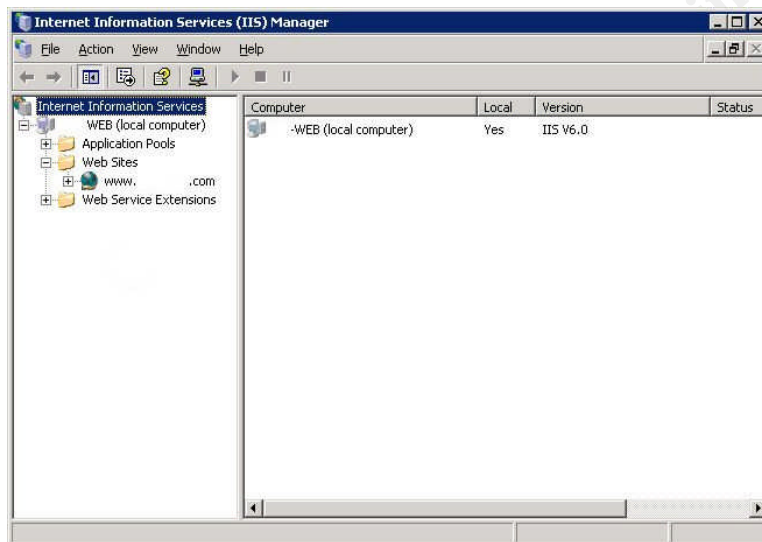 Internet Information Services (IIS) Manager
File Action View Window Help
Internet Information Services
WEB (local computer)
Application Pools
Web Sites
www. .com
Web Service Extensions
Computer Local Version Status
-WEB (local computer) Yes IIS V6.0